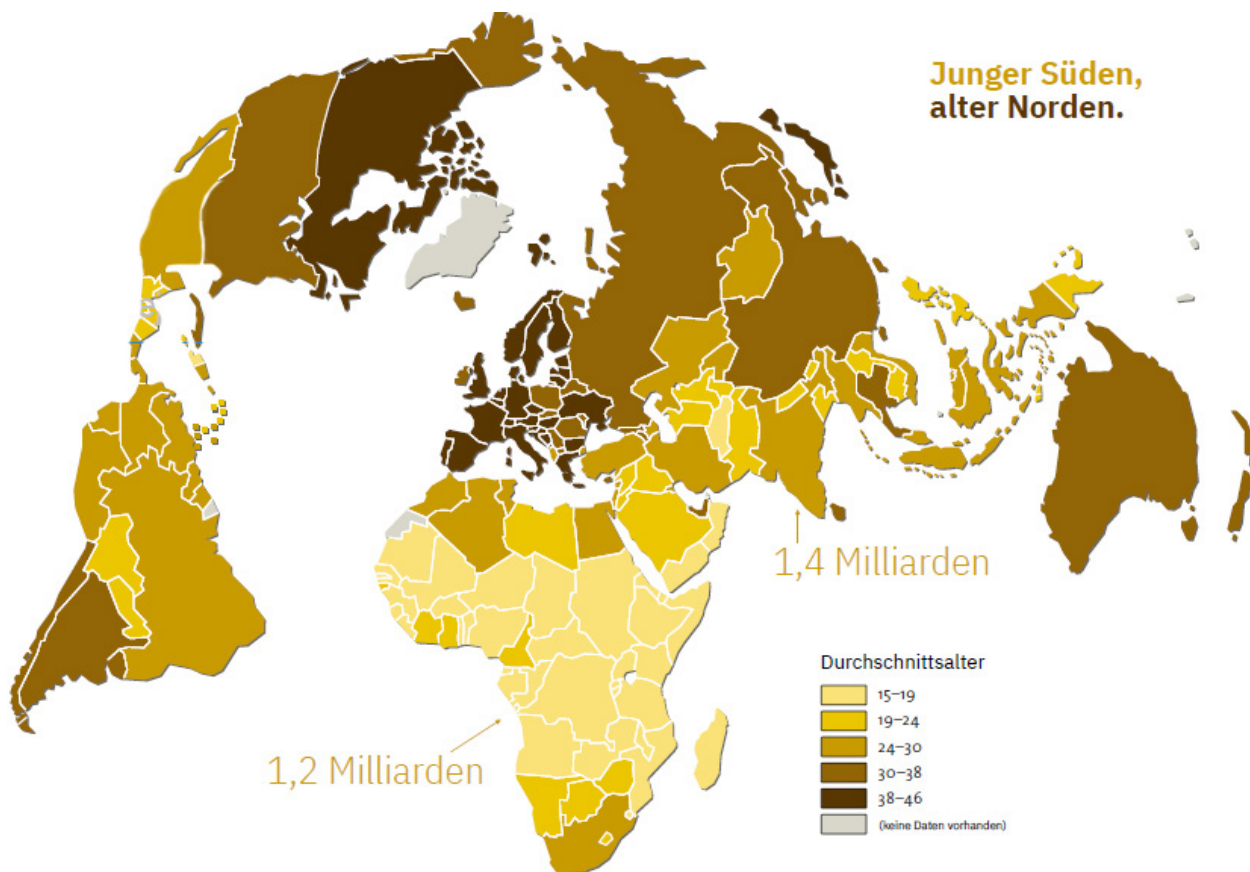 Junger Süden,
alter Norden.
1,4 Milliarden
1,2 Milliarden
Durchschnittsalter
15–19
19–24
24–30
30–38
38–46
(keine Daten vorhanden)